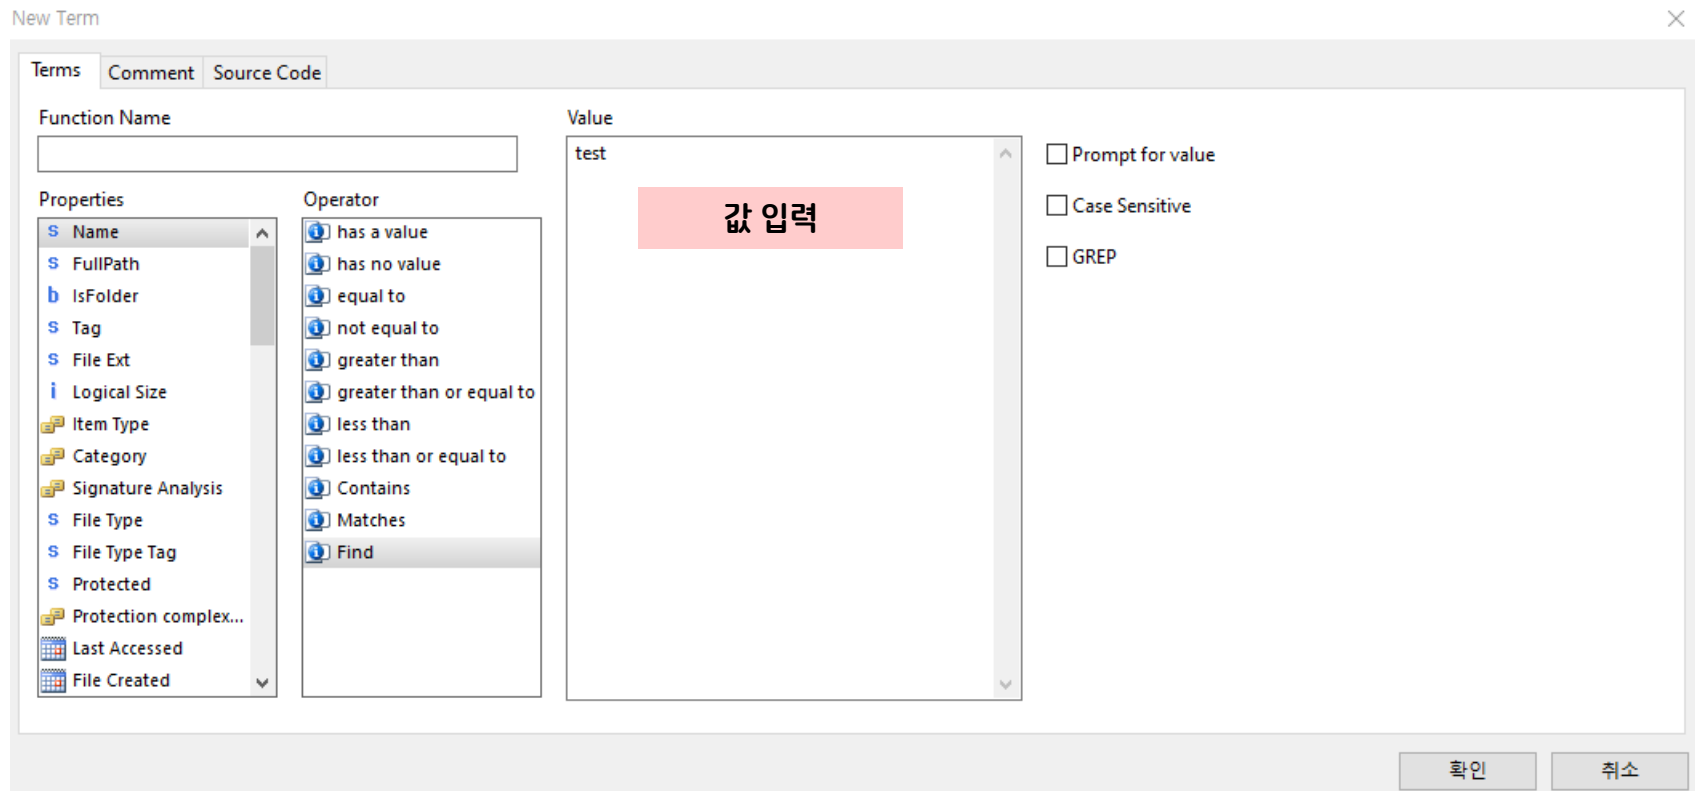 New Term
Terms
Comment
Source Code
Function Name
Properties
S Name
S FullPath
b IsFolder
S Tag
S File Ext
i Logical Size
Item Type
Category
Signature Analysis
S File Type
S File Type Tag
S Protected
Protection complex...
Last Accessed
File Created
Operator
has a value
has no value
equal to
not equal to
greater than
greater than or equal to
less than
less than or equal to
Contains
Matches
Find
Value
test
값 입력
Prompt for value
Case Sensitive
GREP
확인
취소